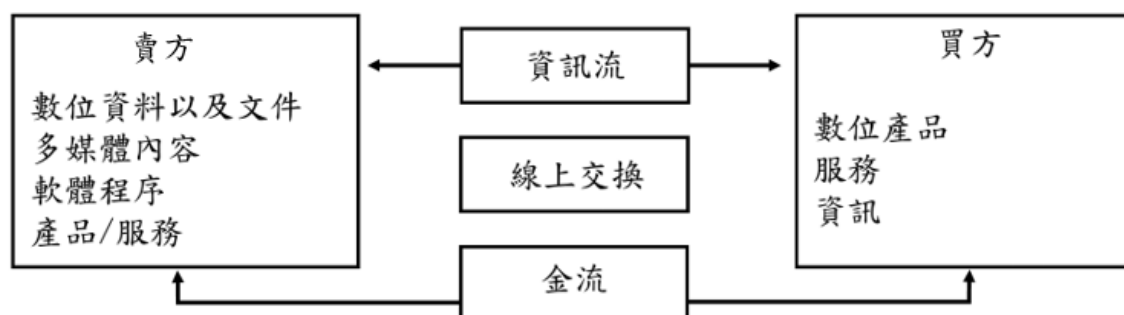 賣方
數位資料以及文件
多媒體內容
軟體程序
產品/服務
資訊流
線上交換
金流
買方
數位產品
服務
資訊